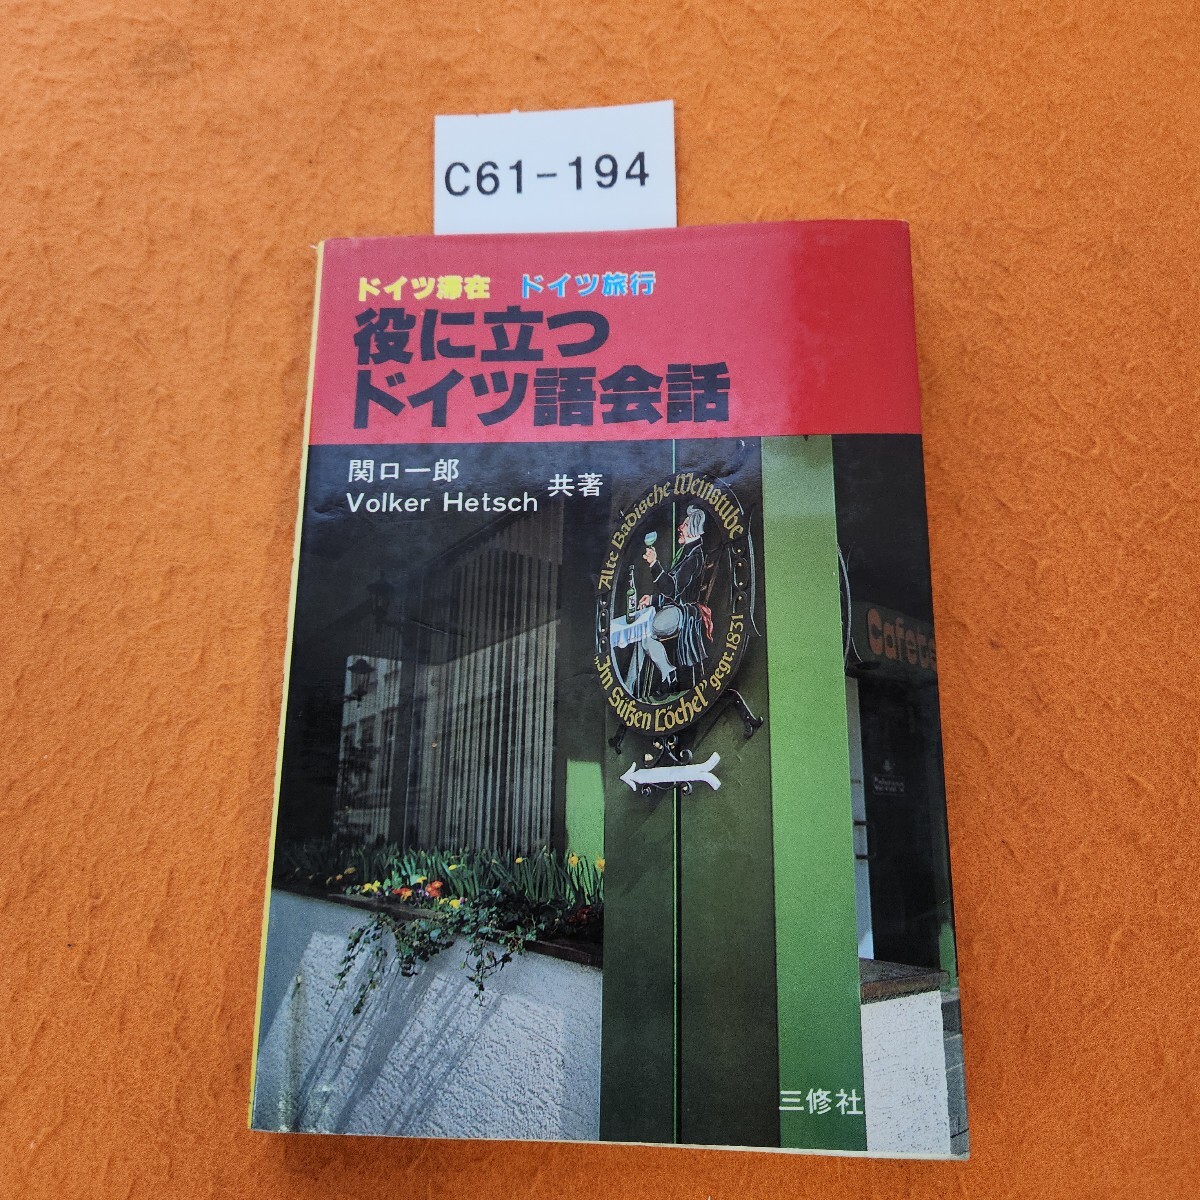 C61-194
ドイツ滞在 ドイツ旅行
役に立つ
ドイツ語会話
関口一郎
Volker Hetsch
共著
Alte Badische Weinstube
"Im Süßen Löchel" gegr. 1831
Cafete
三修社